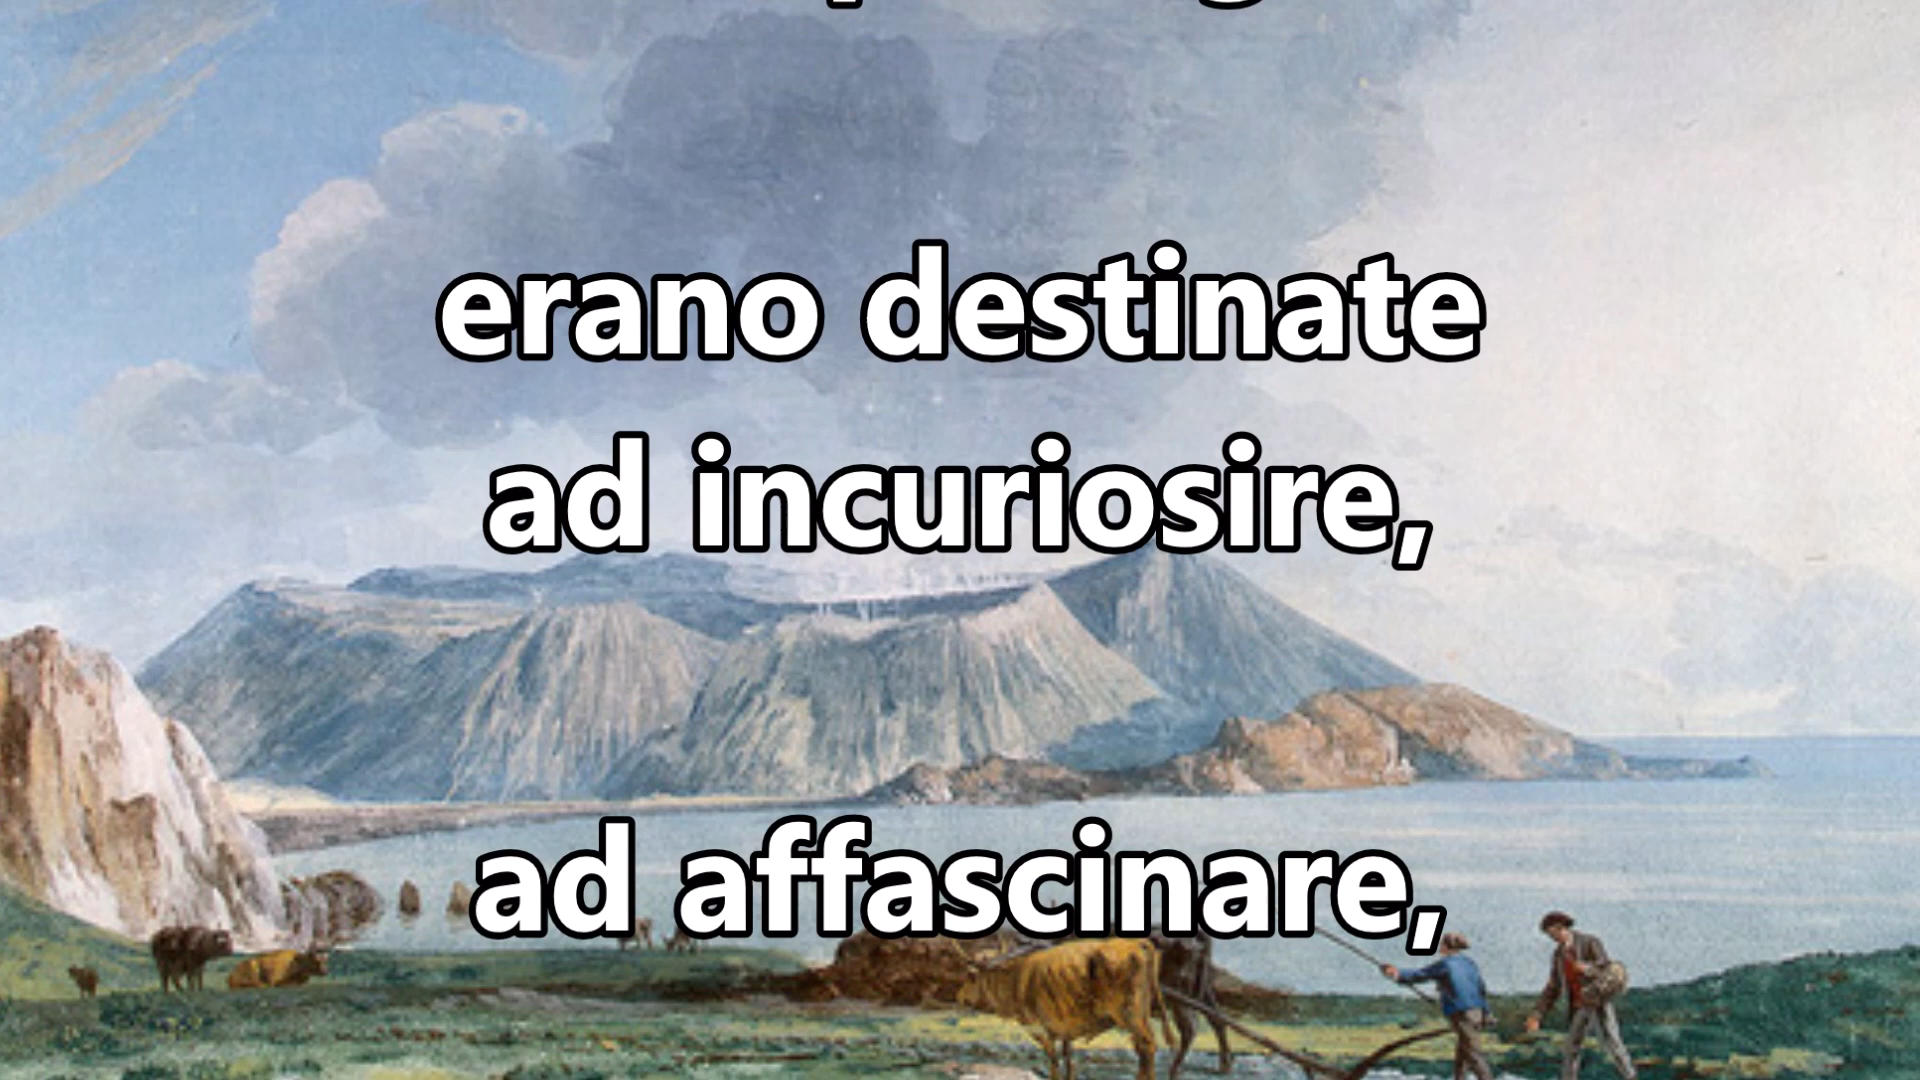 erano destinate
ad incuriosire,
ad affascinare,